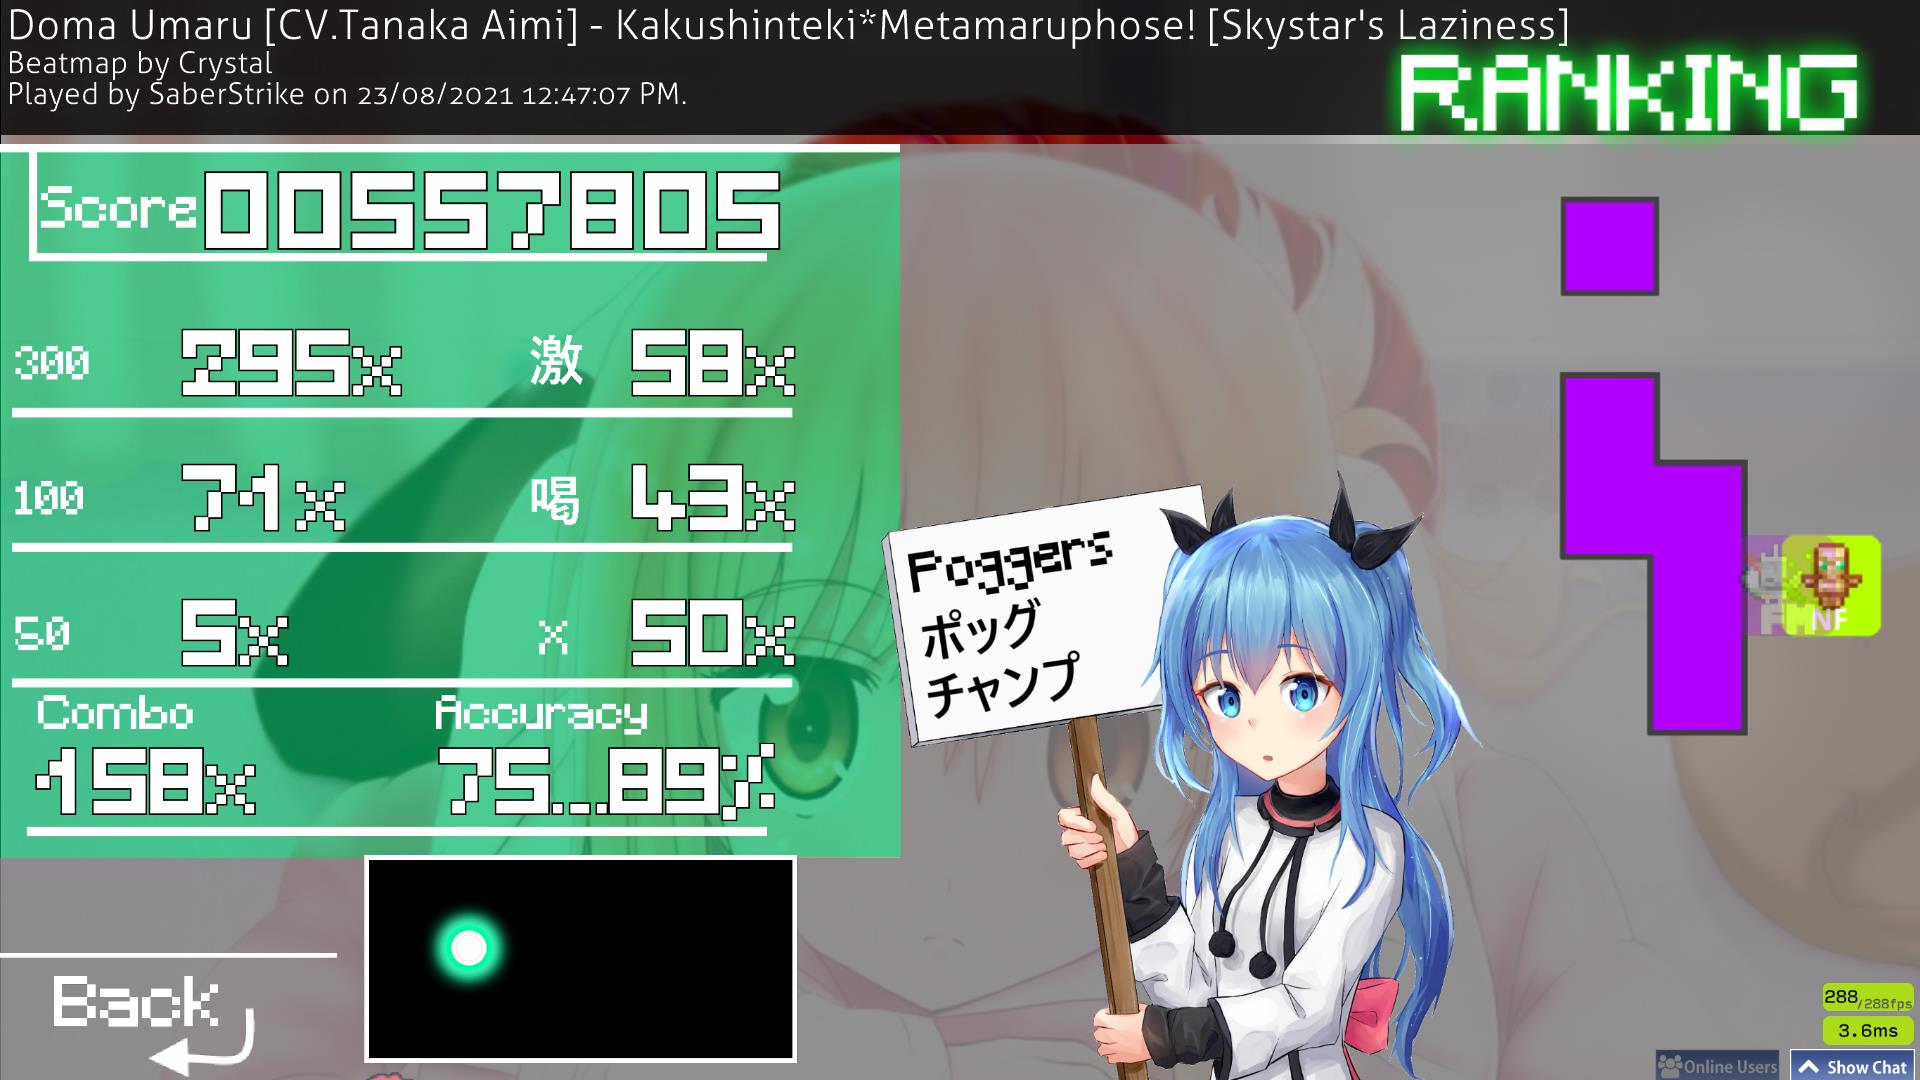 Doma Umaru [CV.Tanaka Aimi] - Kakushinteki*Metamaruphose! [Skystar's Laziness]
Beatmap by Crystal
Played by SaberStrike on 23/08/2021 12:47:07 PM.
RANKING
Score 00557805
300 295x 激 58x
100 71x 喝 43x
50 5x x 50x
Combo Accuracy
158x 75...89%
Poggers
ポッグ
チャンプ
NF
Back
288/288fps
3.6ms
Online Users Show Chat